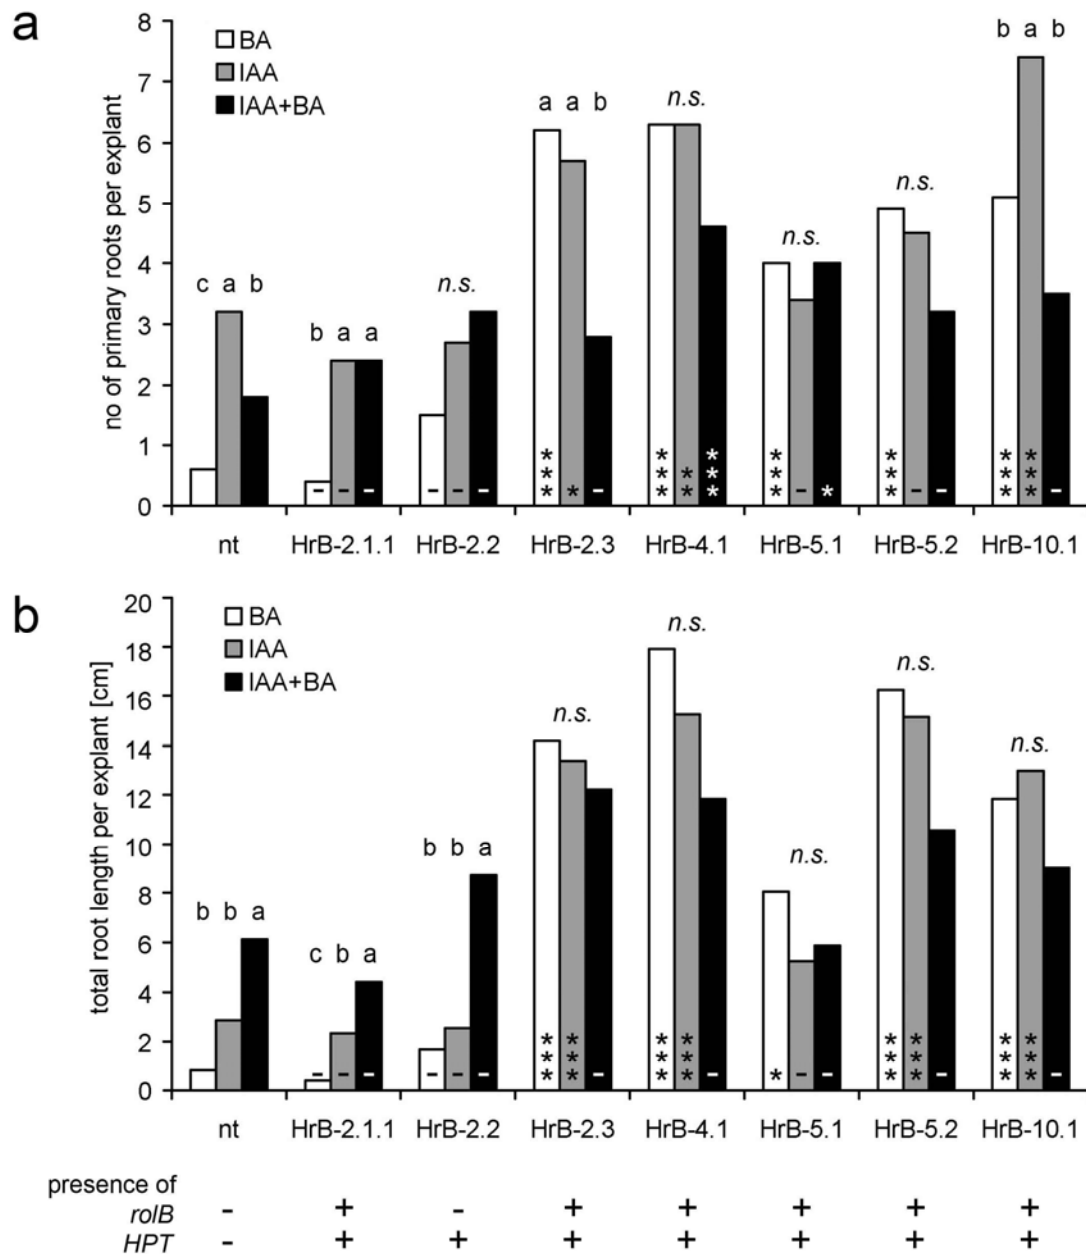 a
8
7
6
5
4
3
2
1
0
no of primary roots per explant
BA
IAA
IAA+BA
c a b
b a a
n.s.
a a b
n.s.
n.s.
n.s.
b a b
- - -
- - -
*** * -
*** ** ***
*** - *
*** - -
*** *** -
nt HrB-2.1.1 HrB-2.2 HrB-2.3 HrB-4.1 HrB-5.1 HrB-5.2 HrB-10.1
b
20
18
16
14
12
10
8
6
4
2
0
total root length per explant [cm]
BA
IAA
IAA+BA
b b a
c b a
b b a
n.s.
n.s.
n.s.
n.s.
n.s.
- - -
- - -
*** *** -
*** *** -
* - -
*** *** -
*** *** -
nt HrB-2.1.1 HrB-2.2 HrB-2.3 HrB-4.1 HrB-5.1 HrB-5.2 HrB-10.1
presence of
rolB - + - + + + + +
HPT - + + + + + + +